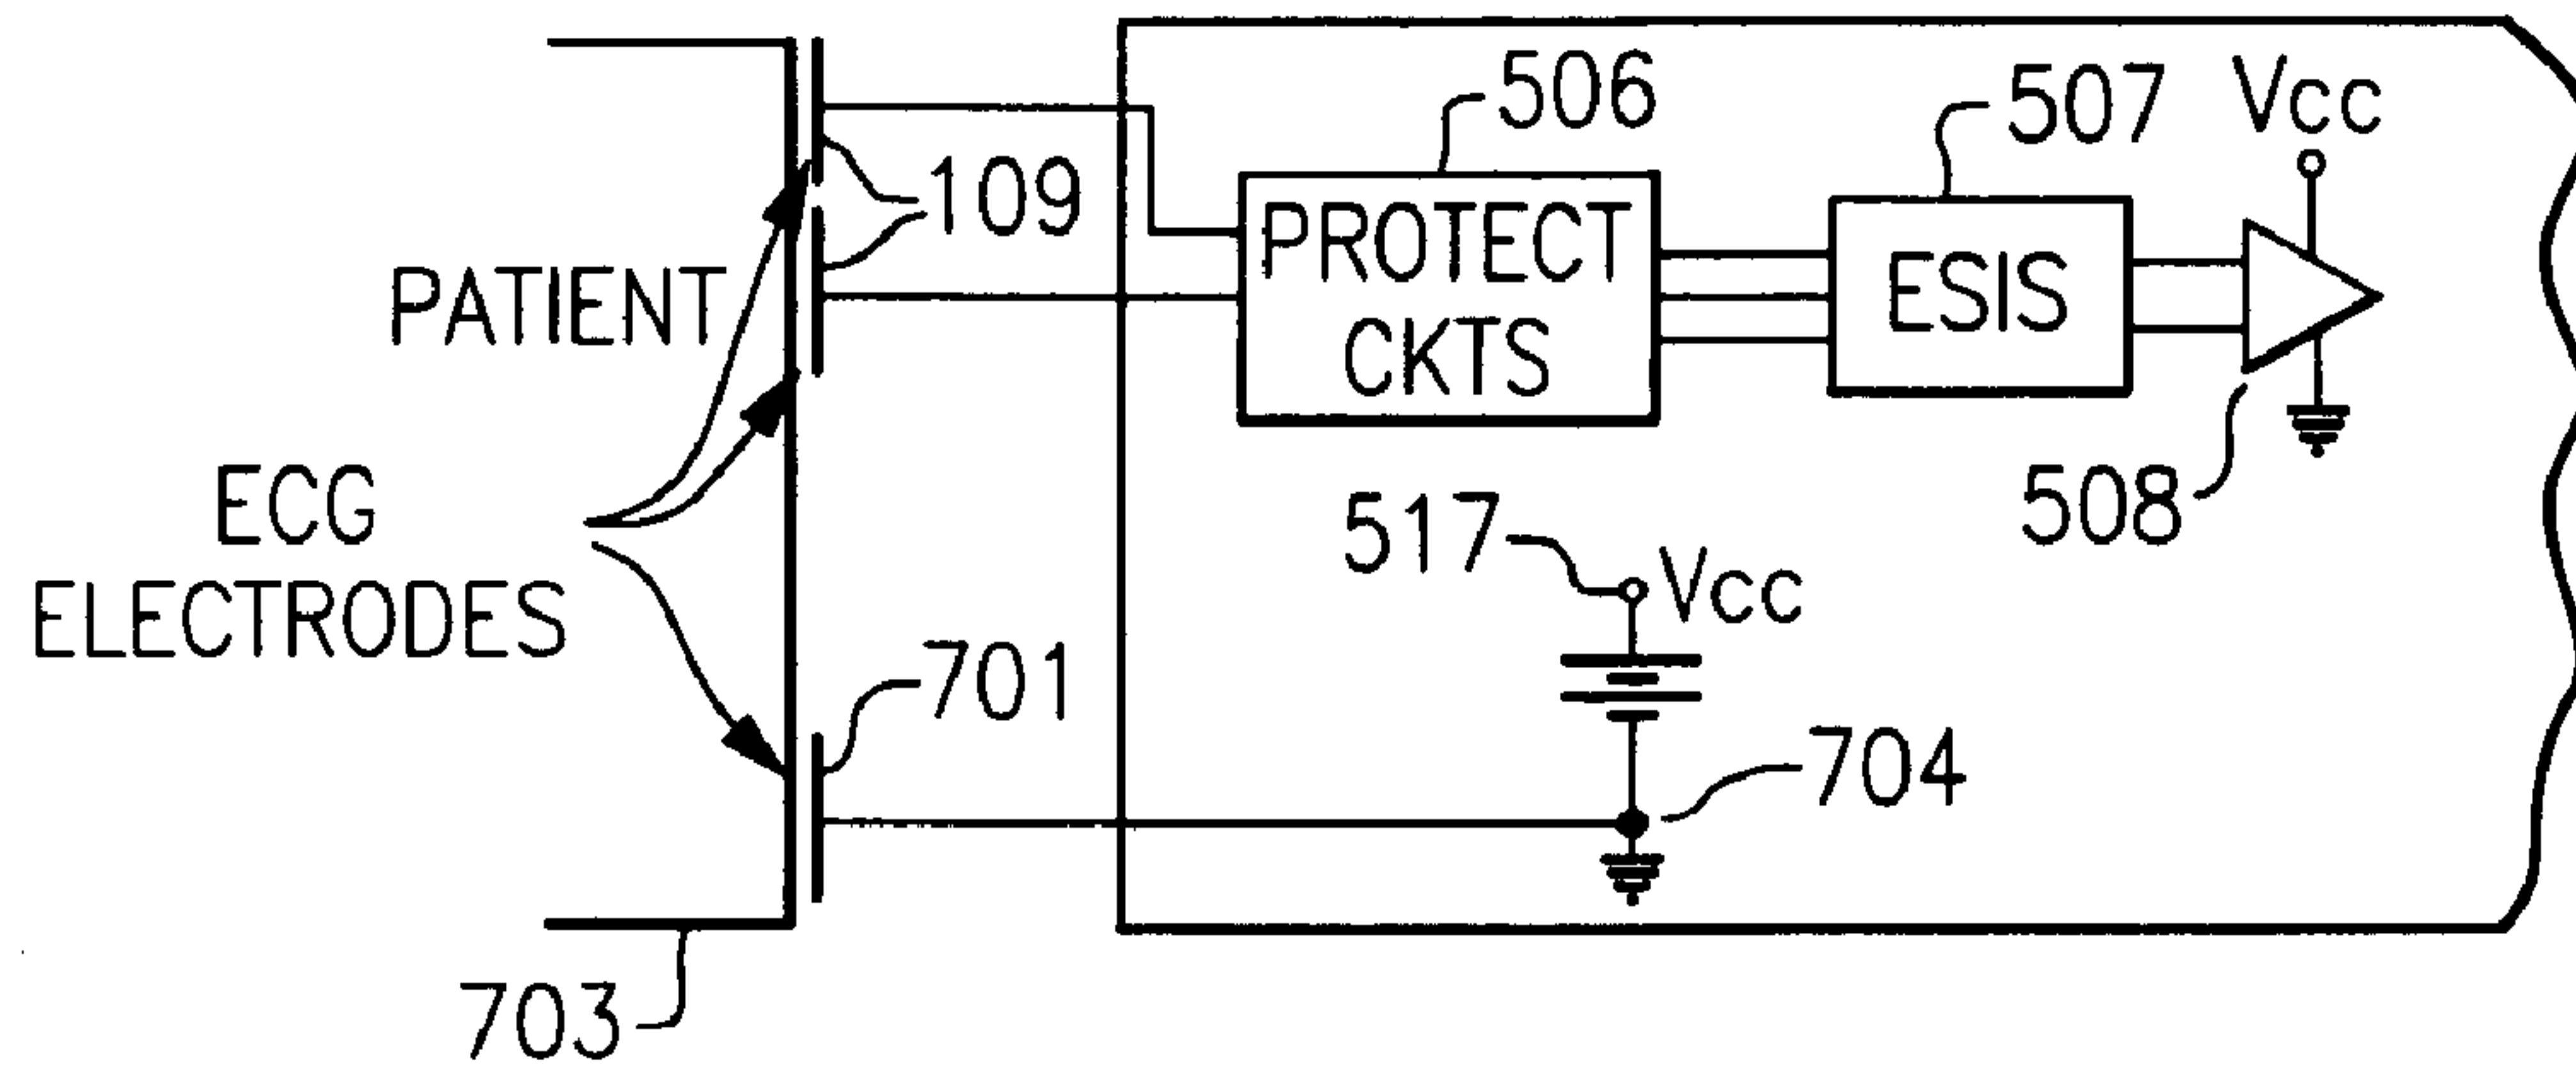 506
507
Vcc
109
PROTECT
CKTS
ESIS
PATIENT
508
ECG
ELECTRODES
517
Vcc
701
704
703